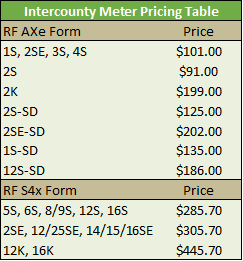 Intercounty Meter Pricing Table
RF AXe Form Price
1S, 2SE, 3S, 4S $101.00
2S $91.00
2K $199.00
2S-SD $125.00
2SE-SD $202.00
1S-SD $135.00
12S-SD $186.00
RF S4x Form Price
5S, 6S, 8/9S, 12S, 16S $285.70
2SE, 12/25SE, 14/15/16SE $305.70
12K, 16K $445.70